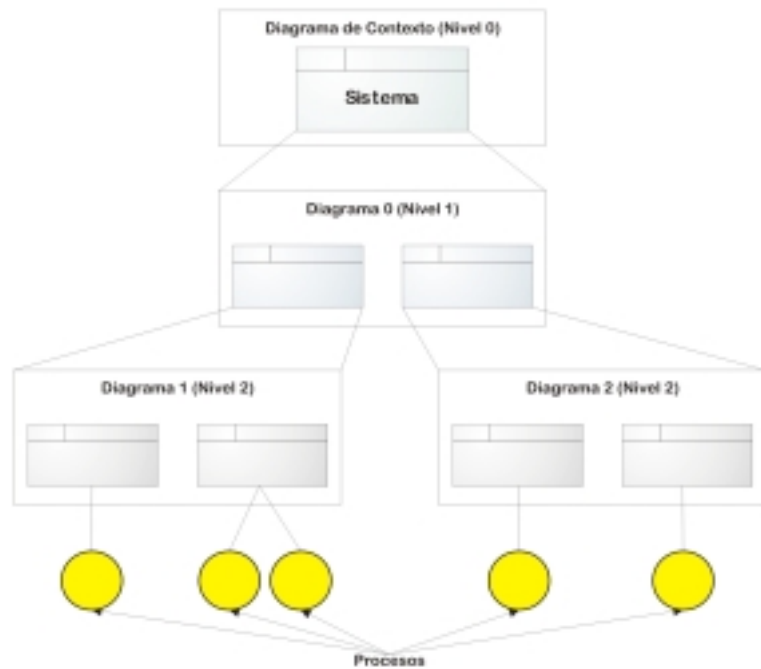 Diagrama de Contexto (Nivel 0)
Sistema
Diagrama 0 (Nivel 1)
Diagrama 1 (Nivel 2)
Diagrama 2 (Nivel 2)
Procesos